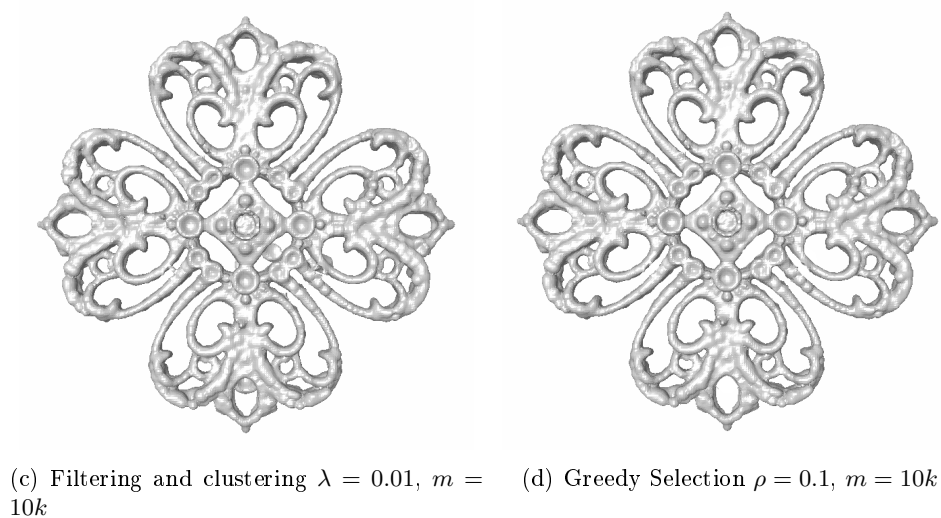 (c) Filtering and clustering λ = 0.01, m =
10k
(d) Greedy Selection ρ = 0.1, m = 10k